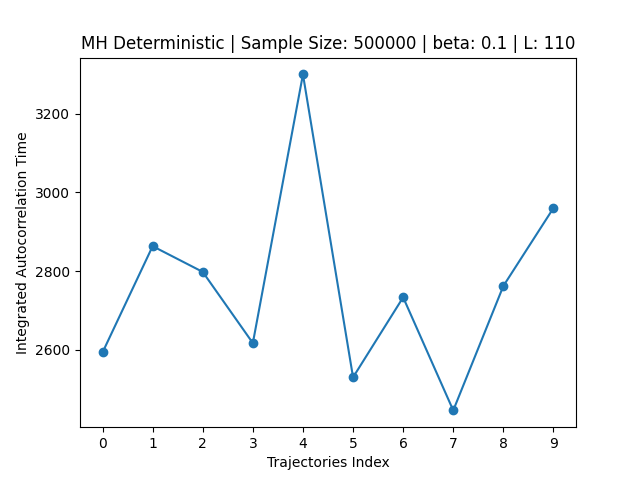 MH Deterministic | Sample Size: 500000 | beta: 0.1 | L: 110
3200
3000
2800
2600
Integrated Autocorrelation Time
0 1 2 3 4 5 6 7 8 9
Trajectories Index